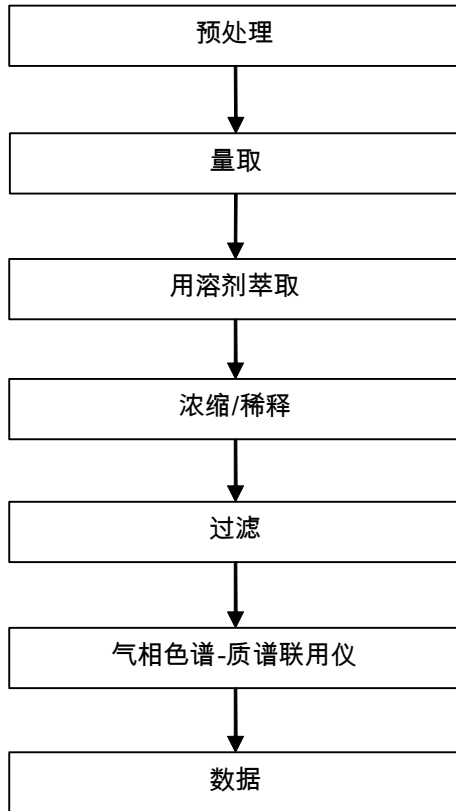 预处理
量取
用溶剂萃取
浓缩/稀释
过滤
气相色谱-质谱联用仪
数据